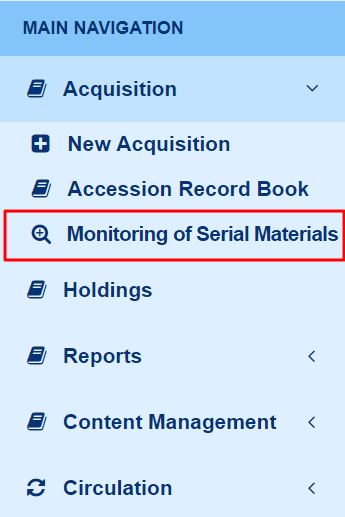 MAIN NAVIGATION
Acquisition
New Acquisition
Accession Record Book
Monitoring of Serial Materials
Holdings
Reports
Content Management
Circulation